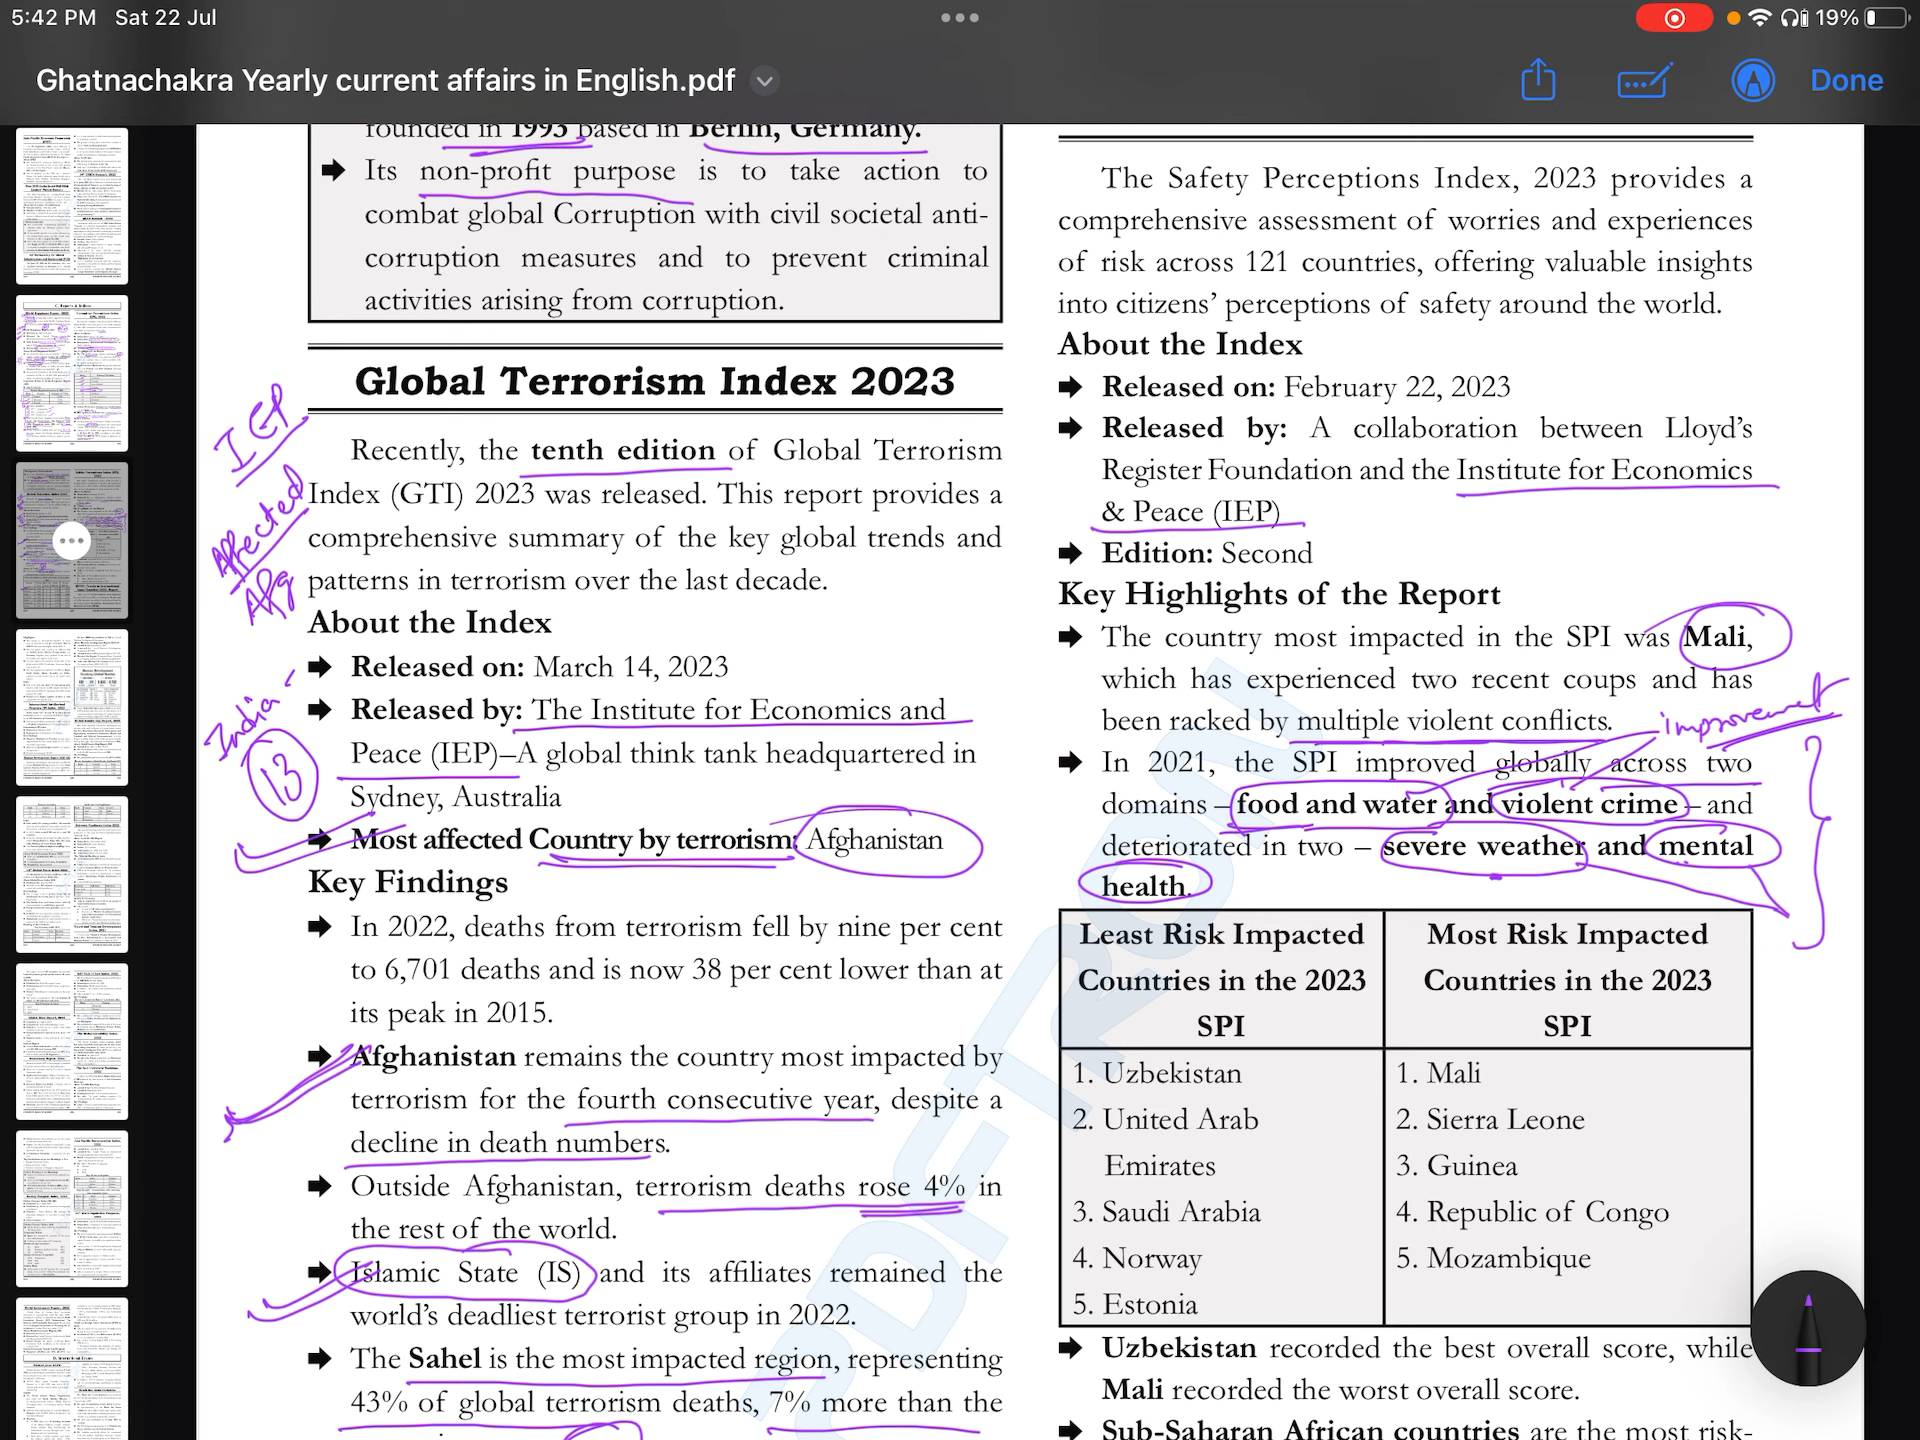 5:42 PM Sat 22 Jul
19%
Ghatnachakra Yearly current affairs in English.pdf
Done
founded in 1993 based in Berlin, Germany.
Its non-profit purpose is to take action to
combat global Corruption with civil societal anti-
corruption measures and to prevent criminal
activities arising from corruption.
Global Terrorism Index 2023
IEP
Affected
Afg
India -
13
Recently, the tenth edition of Global Terrorism
Index (GTI) 2023 was released. This report provides a
comprehensive summary of the key global trends and
patterns in terrorism over the last decade.
About the Index
Released on: March 14, 2023
Released by: The Institute for Economics and
Peace (IEP)–A global think tank headquartered in
Sydney, Australia
Most affected Country by terrorism: Afghanistan
Key Findings
In 2022, deaths from terrorism fell by nine per cent
to 6,701 deaths and is now 38 per cent lower than at
its peak in 2015.
Afghanistan remains the country most impacted by
terrorism for the fourth consecutive year, despite a
decline in death numbers.
Outside Afghanistan, terrorism deaths rose 4% in
the rest of the world.
Islamic State (IS) and its affiliates remained the
world's deadliest terrorist group in 2022.
The Sahel is the most impacted region, representing
43% of global terrorism deaths, 7% more than the
The Safety Perceptions Index, 2023 provides a
comprehensive assessment of worries and experiences
of risk across 121 countries, offering valuable insights
into citizens' perceptions of safety around the world.
About the Index
Released on: February 22, 2023
Released by: A collaboration between Lloyd's
Register Foundation and the Institute for Economics
& Peace (IEP)
Edition: Second
Key Highlights of the Report
The country most impacted in the SPI was Mali,
which has experienced two recent coups and has
been racked by multiple violent conflicts.
improvement
In 2021, the SPI improved globally across two
domains – food and water and violent crime – and
deteriorated in two – severe weather and mental
health.
Least Risk Impacted Countries in the 2023 SPI
Most Risk Impacted Countries in the 2023 SPI
1. Uzbekistan
2. United Arab
Emirates
3. Saudi Arabia
4. Norway
5. Estonia
1. Mali
2. Sierra Leone
3. Guinea
4. Republic of Congo
5. Mozambique
Uzbekistan recorded the best overall score, while
Mali recorded the worst overall score.
Sub-Saharan African countries are the most risk-